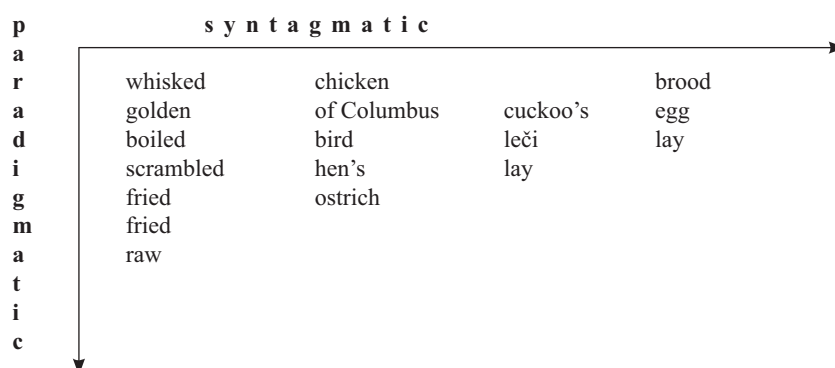 syntagmatic
paradigmatic
whisked chicken brood
golden of Columbus cuckoo's egg
boiled bird leči lay
scrambled hen's lay
fried ostrich
fried
raw